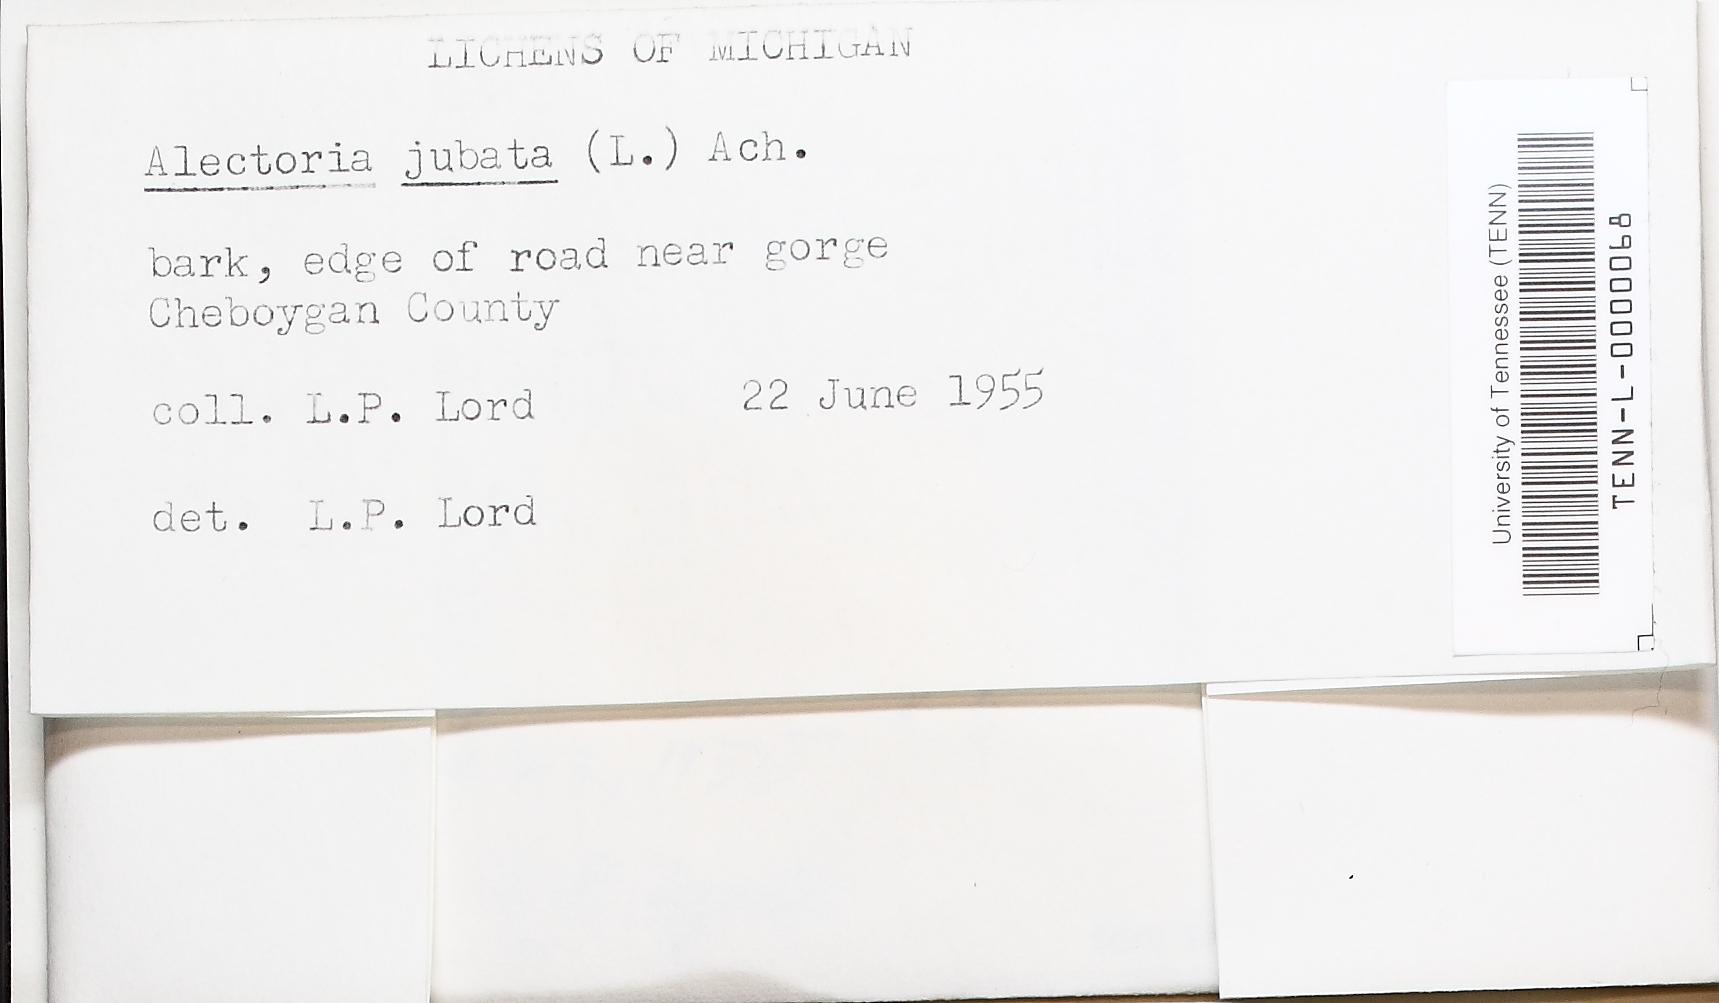 LICHENS OF MICHIGAN
Alectoria jubata (L.) Ach.
bark, edge of road near gorge
Cheboygan County
coll. L.P. Lord 22 June 1955
det. L.P. Lord
University of Tennessee (TENN)
TENN-L-0000068